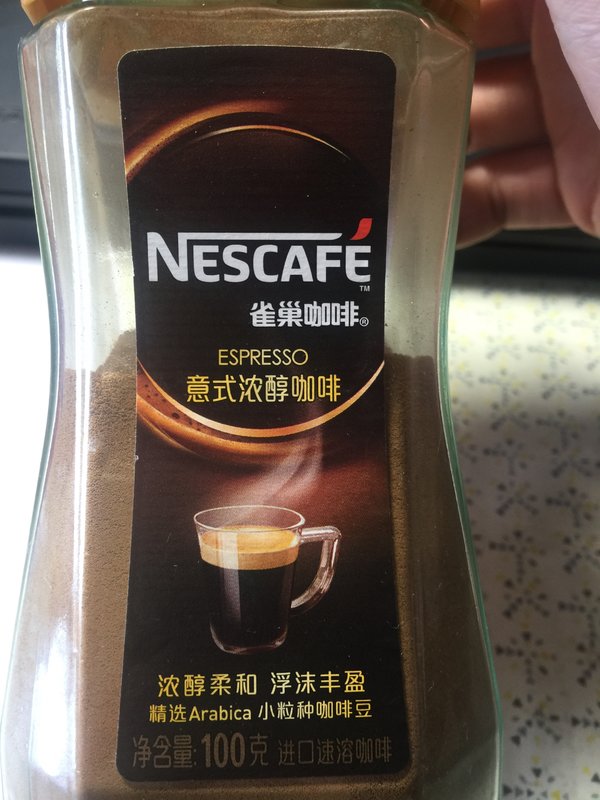 NESCAFÉ
TM
雀巢咖啡®
ESPRESSO
意式浓醇咖啡
浓醇柔和 浮沫丰盈
精选Arabica 小粒种咖啡豆
净含量:100克 进口速溶咖啡